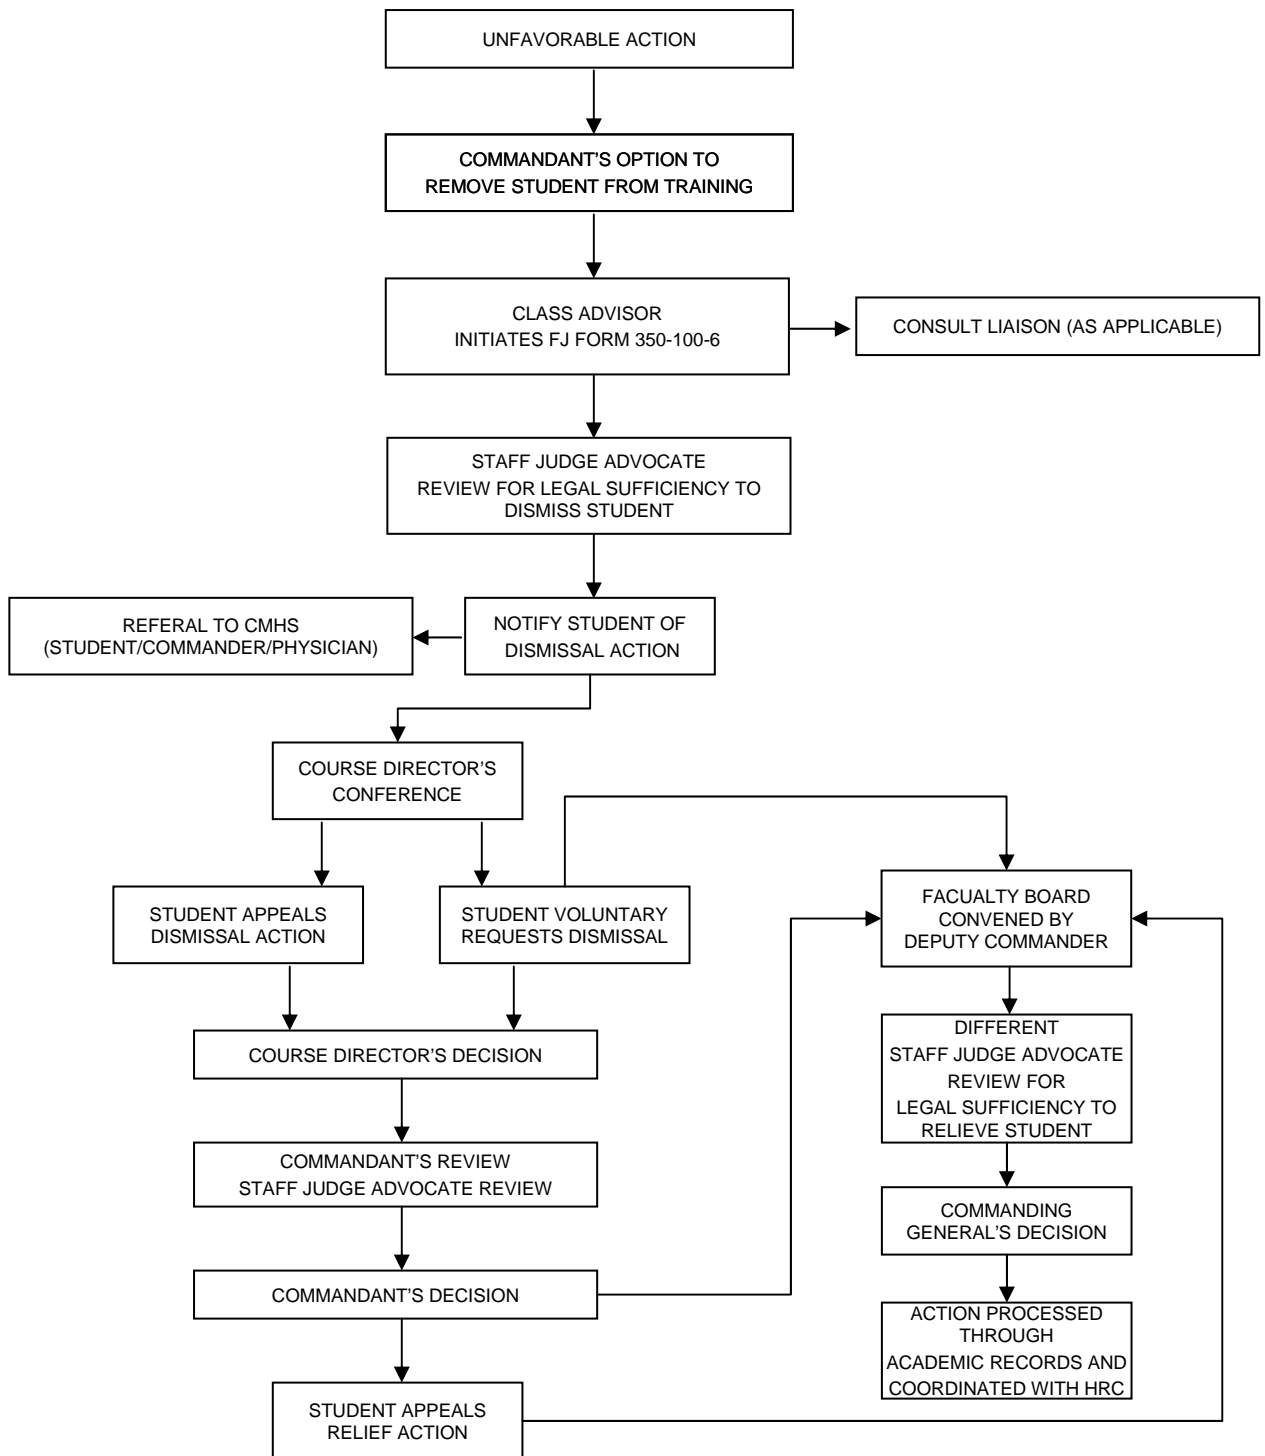 UNFAVORABLE ACTION
COMMANDANT'S OPTION TO
REMOVE STUDENT FROM TRAINING
CLASS ADVISOR
INITIATES FJ FORM 350-100-6
CONSULT LIAISON (AS APPLICABLE)
STAFF JUDGE ADVOCATE
REVIEW FOR LEGAL SUFFICIENCY TO
DISMISS STUDENT
REFERAL TO CMHS
(STUDENT/COMMANDER/PHYSICIAN)
NOTIFY STUDENT OF
DISMISSAL ACTION
COURSE DIRECTOR'S
CONFERENCE
STUDENT APPEALS
DISMISSAL ACTION
STUDENT VOLUNTARY
REQUESTS DISMISSAL
FACUALTY BOARD
CONVENED BY
DEPUTY COMMANDER
COURSE DIRECTOR'S DECISION
DIFFERENT
STAFF JUDGE ADVOCATE
REVIEW FOR
LEGAL SUFFICIENCY TO
RELIEVE STUDENT
COMMANDANT'S REVIEW
STAFF JUDGE ADVOCATE REVIEW
COMMANDING
GENERAL'S DECISION
COMMANDANT'S DECISION
ACTION PROCESSED
THROUGH
ACADEMIC RECORDS AND
COORDINATED WITH HRC
STUDENT APPEALS
RELIEF ACTION